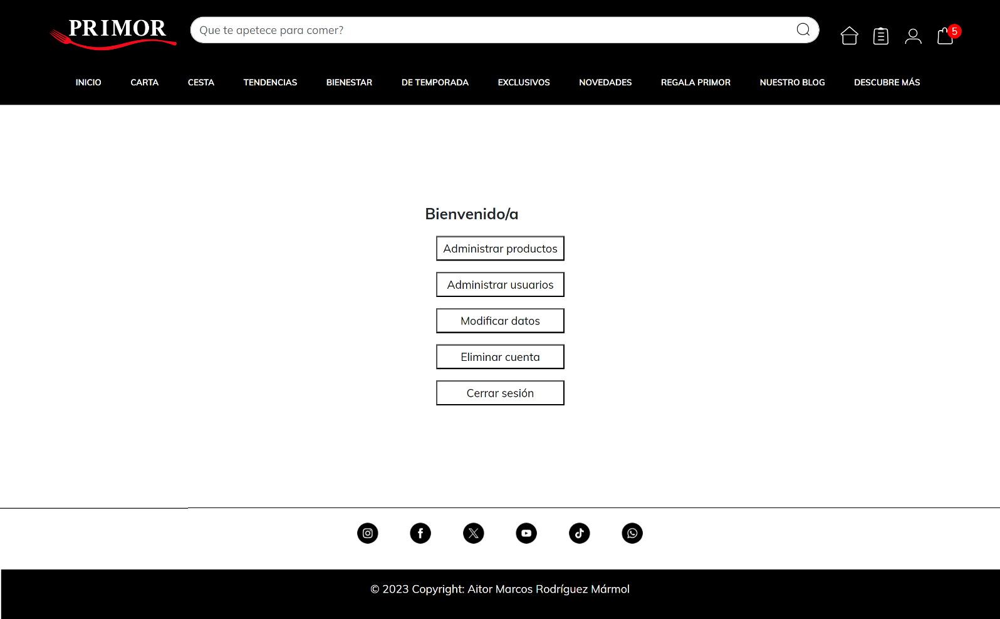 PRIMOR
Que te apetece para comer?
5
INICIO CARTA CESTA TENDENCIAS BIENESTAR DE TEMPORADA EXCLUSIVOS NOVEDADES REGALA PRIMOR NUESTRO BLOG DESCUBRE MÁS
Bienvenido/a
Administrar productos
Administrar usuarios
Modificar datos
Eliminar cuenta
Cerrar sesión
© 2023 Copyright: Aitor Marcos Rodríguez Mármol